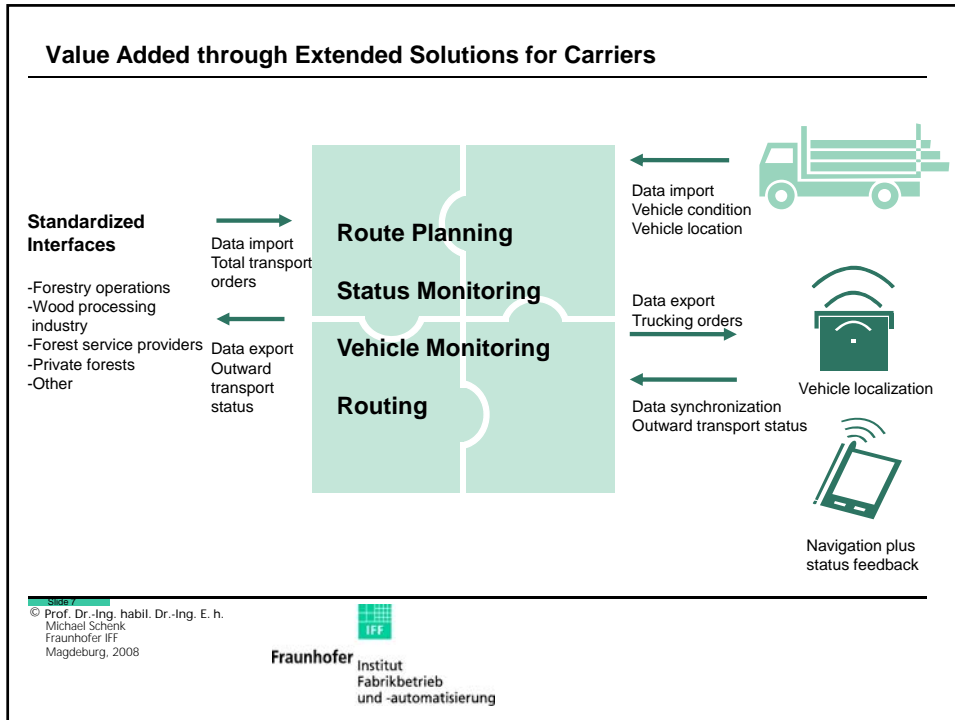 Value Added through Extended Solutions for Carriers
Standardized
Interfaces
-Forestry operations
-Wood processing
industry
-Forest service providers
-Private forests
-Other
Data import
Total transport
orders
Data export
Outward
transport
status
Route Planning
Status Monitoring
Vehicle Monitoring
Routing
Data import
Vehicle condition
Vehicle location
Data export
Trucking orders
Data synchronization
Outward transport status
Vehicle localization
Navigation plus
status feedback
Slide 7
© Prof. Dr.-Ing. habil. Dr.-Ing. E. h.
Michael Schenk
Fraunhofer IFF
Magdeburg, 2008
IFF
Fraunhofer
Institut
Fabrikbetrieb
und -automatisierung